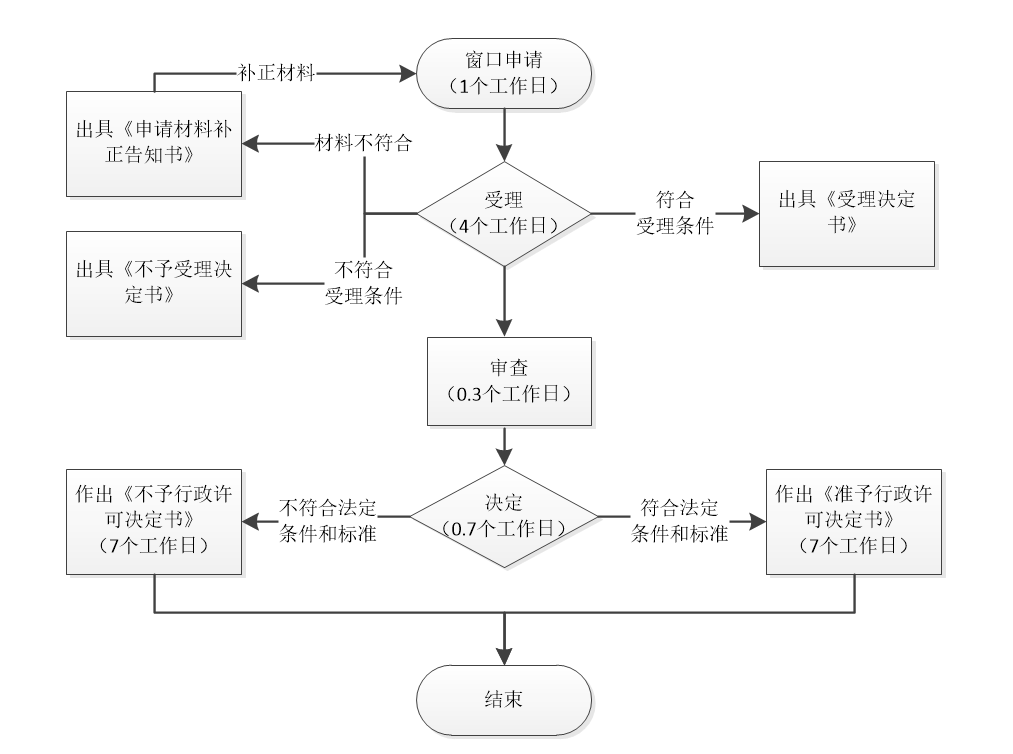 窗口申请
（1个工作日）
补正材料
出具《申请材料补
正告知书》
材料不符合
受理
（4个工作日）
符合
受理条件
出具《受理决定
书》
出具《不予受理决
定书》
不符合
受理条件
审查
（0.3个工作日）
作出《不予行政许
可决定书》
（7个工作日）
不符合法定
条件和标准
决定
（0.7个工作日）
符合法定
条件和标准
作出《准予行政许
可决定书》
（7个工作日）
结束